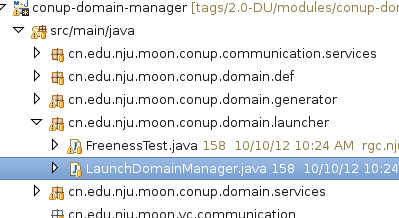 conup-domain-manager [tags/2.0-DU/modules/conup-do
src/main/java
cn.edu.nju.moon.conup.communication.services
cn.edu.nju.moon.conup.domain.def
cn.edu.nju.moon.conup.domain.generator
cn.edu.nju.moon.conup.domain.launcher
FreenessTest.java 158 10/10/12 10:24 AM rgc.nju
LaunchDomainManager.java 158 10/10/12 10:24
cn.edu.nju.moon.conup.domain.services
cn.edu.nju.moon.vc.communication